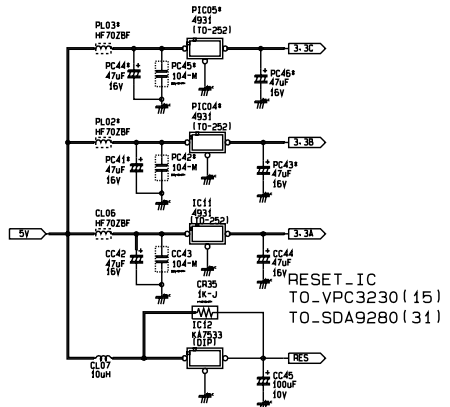 PL03*
HF70ZBF
PIC05*
4931
(TO-252)
3.3C
PC44*
47uF
16V
PC45*
104-M
PC46*
47uF
16V
PL02*
HF70ZBF
PIC04*
4931
(TO-252)
3.3B
PC41*
47uF
16V
PC42*
104-M
PC43*
47uF
16V
CL06
HF70ZBF
IC11
4931
(TO-252)
5V
3.3A
CC42
47uF
16V
CC43
104-M
CC44
47uF
16V
RESET_IC
TO_VPC3230(15)
TO_SDA9280(31)
CR35
1K-J
IC12
KA7533
(DIP)
CL07
10uH
RES
CC45
100uF
10V